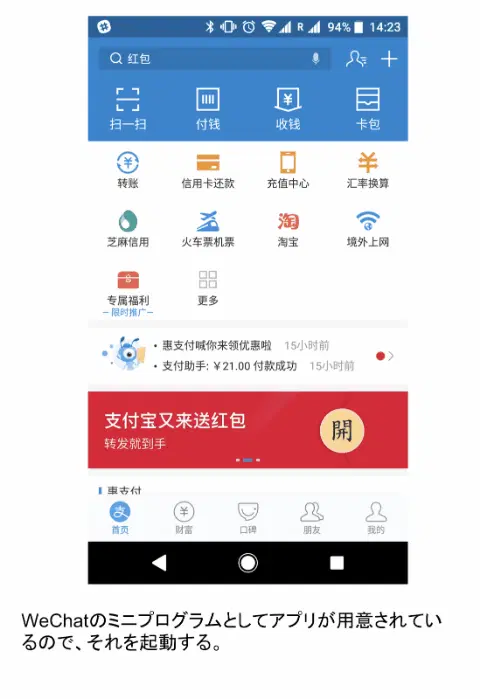 R 94% 14:23
红包
扫一扫 付钱 收钱 卡包
转账 信用卡还款 充值中心 汇率换算
芝麻信用 火车票机票 淘宝 境外上网
专属福利 更多
限时推广
• 惠支付喊你来领优惠啦 15小时前
• 支付助手: ¥21.00 付款成功 15小时前
支付宝又来送红包
转发就到手
開
惠支付
首页 财富 口碑 朋友 我的
WeChatのミニプログラムとしてアプリが用意されてい
るので、それを起動する。